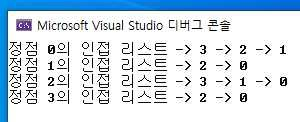 Microsoft Visual Studio 디버그 콘솔
정점 0의 인접 리스트 -> 3 -> 2 -> 1
정점 1의 인접 리스트 -> 2 -> 0
정점 2의 인접 리스트 -> 3 -> 1 -> 0
정점 3의 인접 리스트 -> 2 -> 0